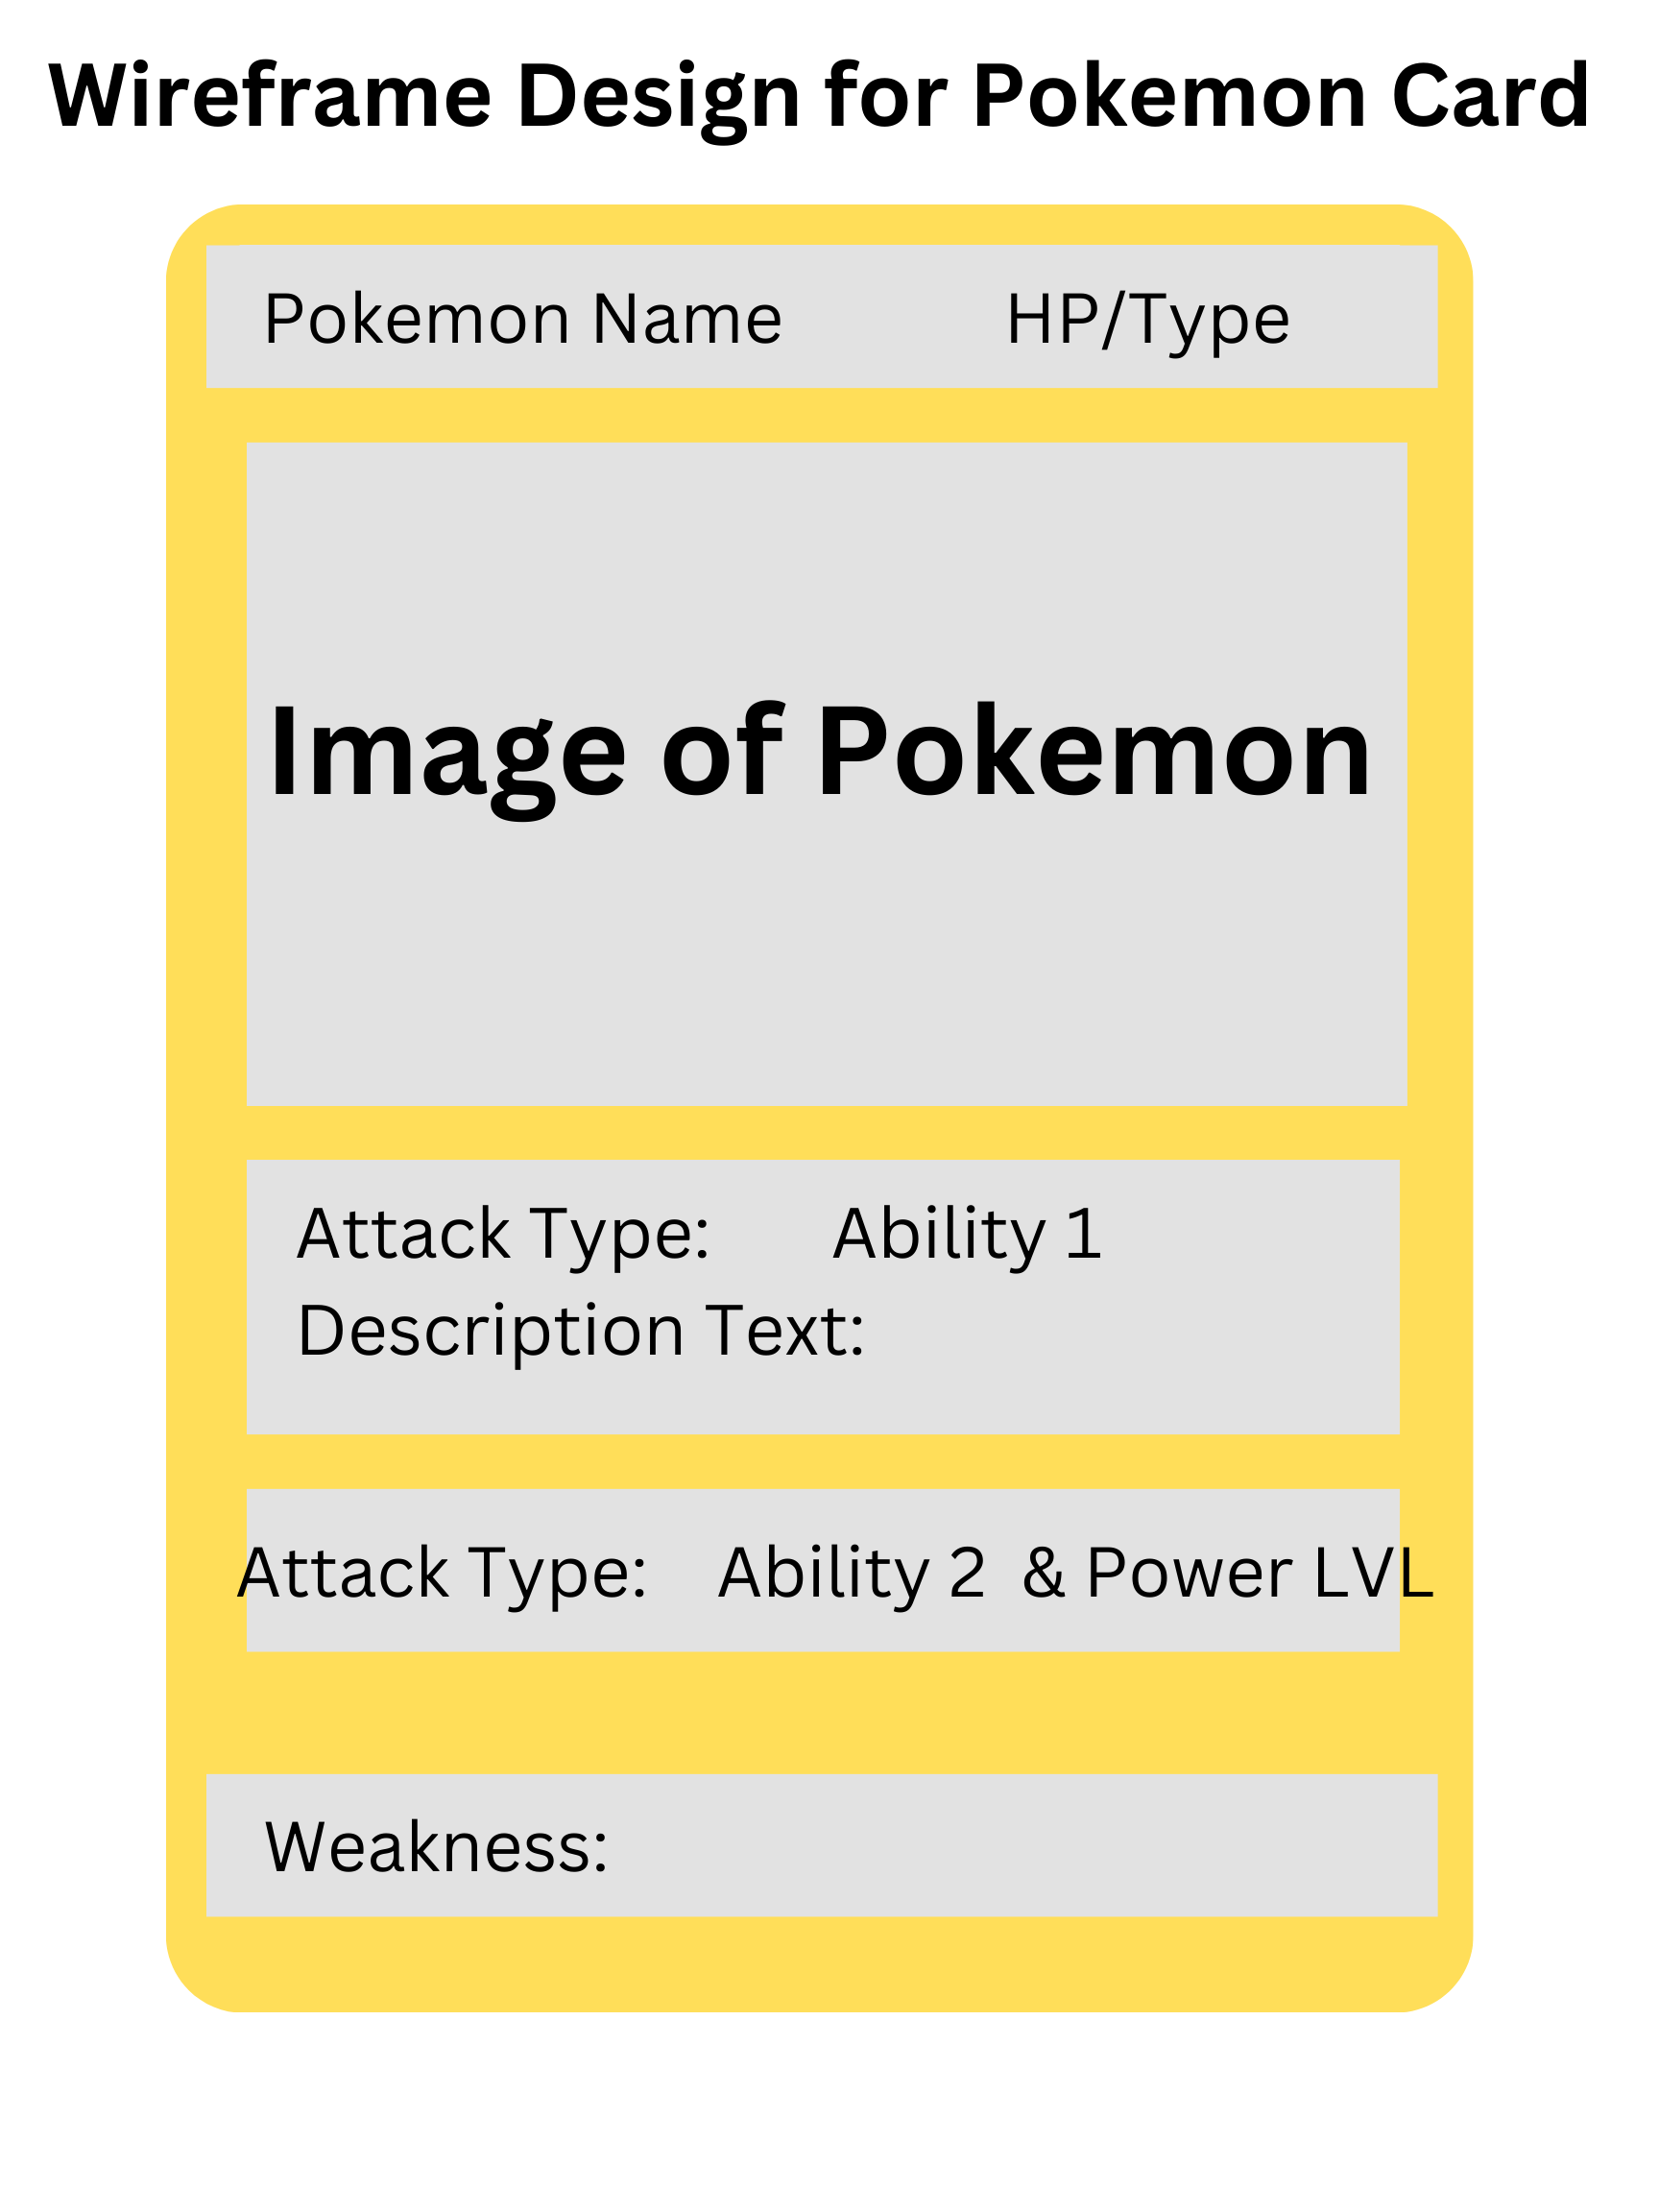 Wireframe Design for Pokemon Card
Pokemon Name HP/Type
Image of Pokemon
Attack Type: Ability 1
Description Text:
Attack Type: Ability 2 & Power LVL
Weakness: